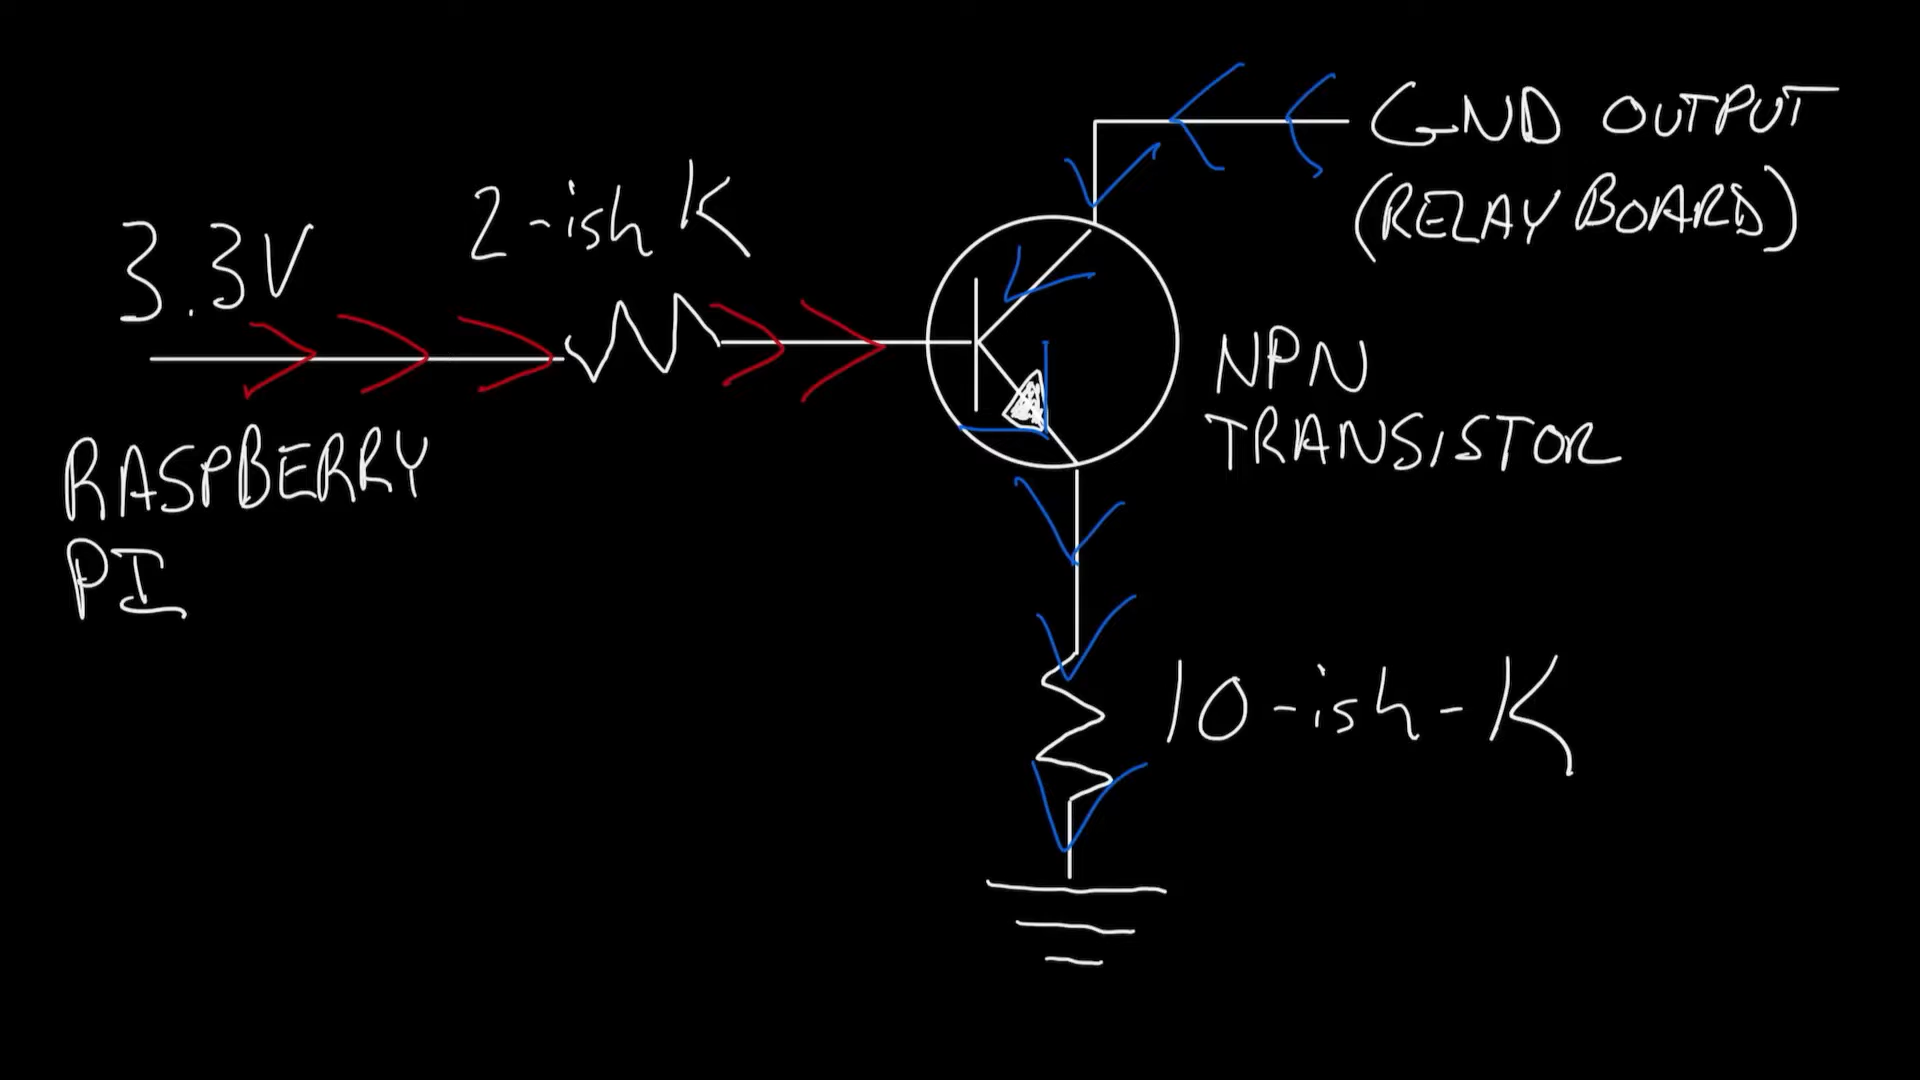 3.3V
2-ish K
RASPBERRY
PI
GND OUTPUT
(RELAY BOARD)
NPN
TRANSISTOR
10-ish-K